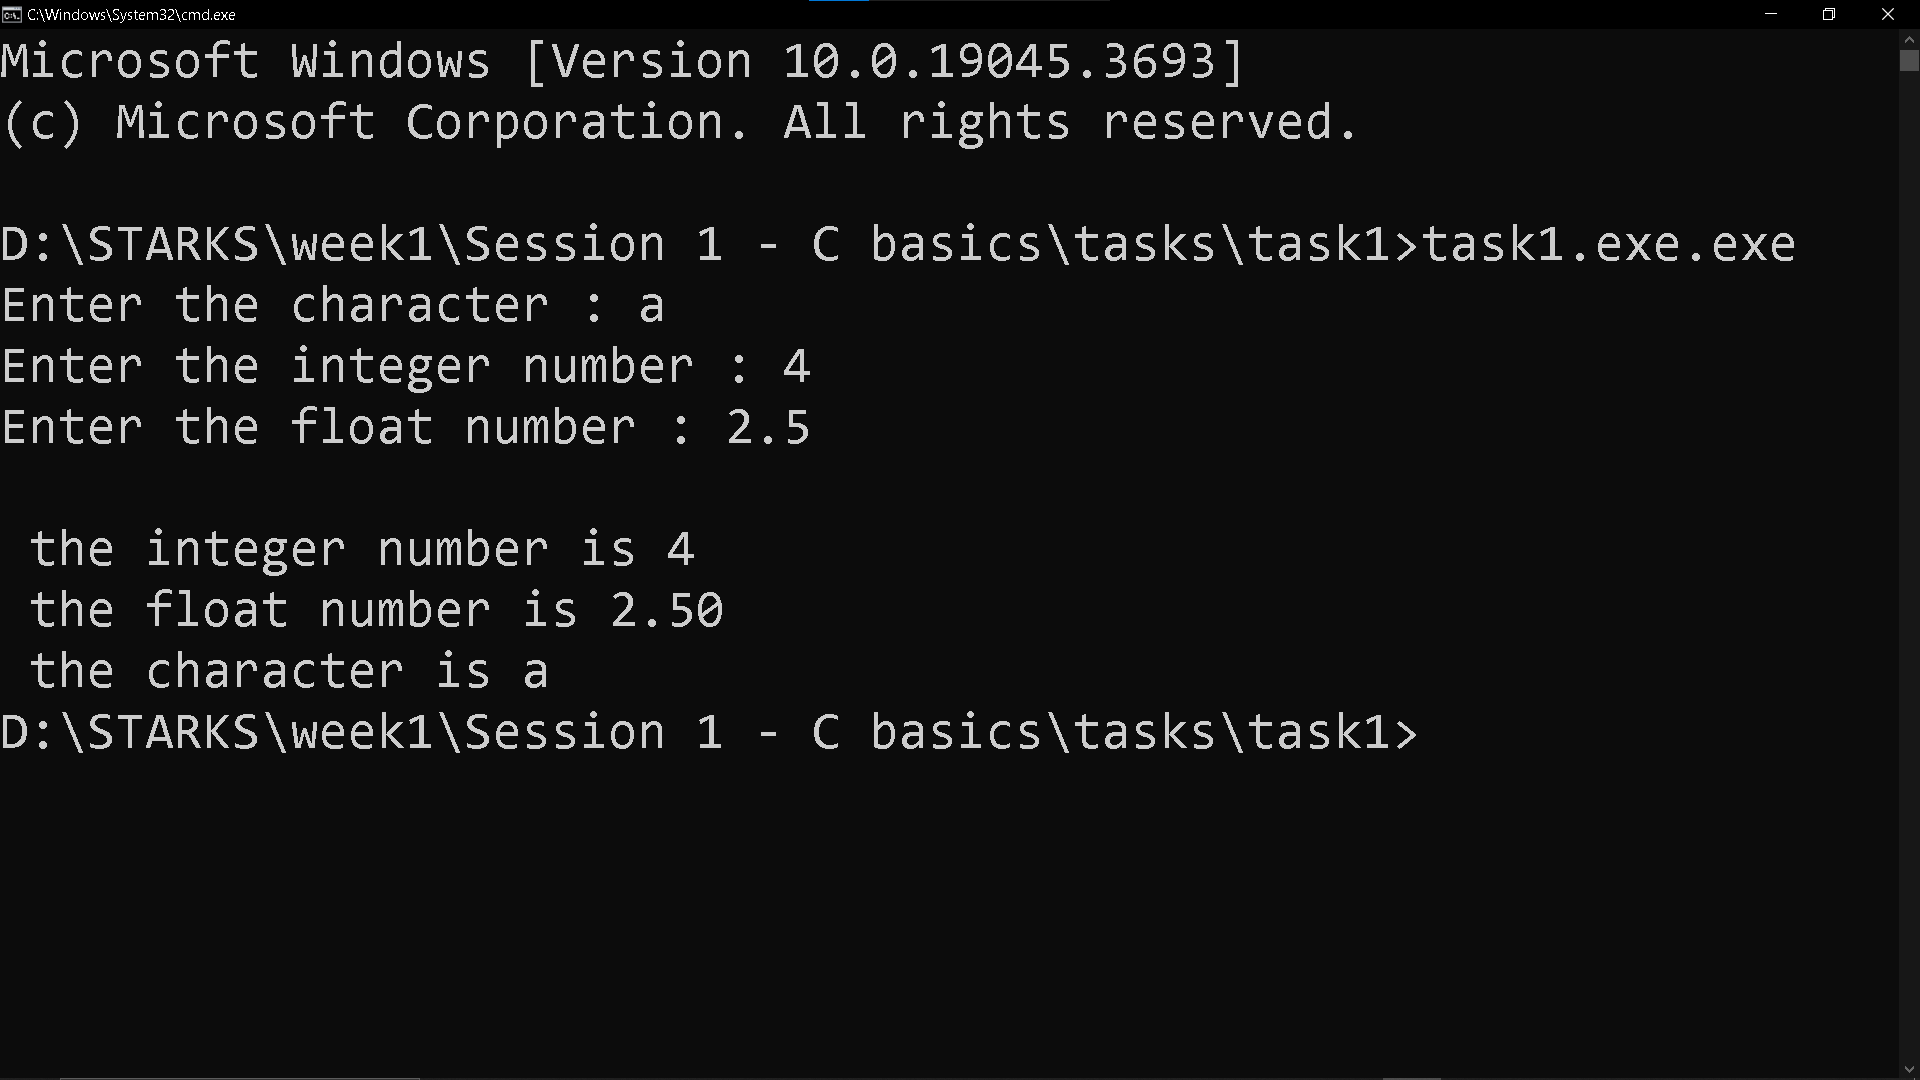 C:\Windows\System32\cmd.exe
Microsoft Windows [Version 10.0.19045.3693]
(c) Microsoft Corporation. All rights reserved.
D:\STARKS\week1\Session 1 - C basics\tasks\task1>task1.exe.exe
Enter the character : a
Enter the integer number : 4
Enter the float number : 2.5
the integer number is 4
the float number is 2.50
the character is a
D:\STARKS\week1\Session 1 - C basics\tasks\task1>